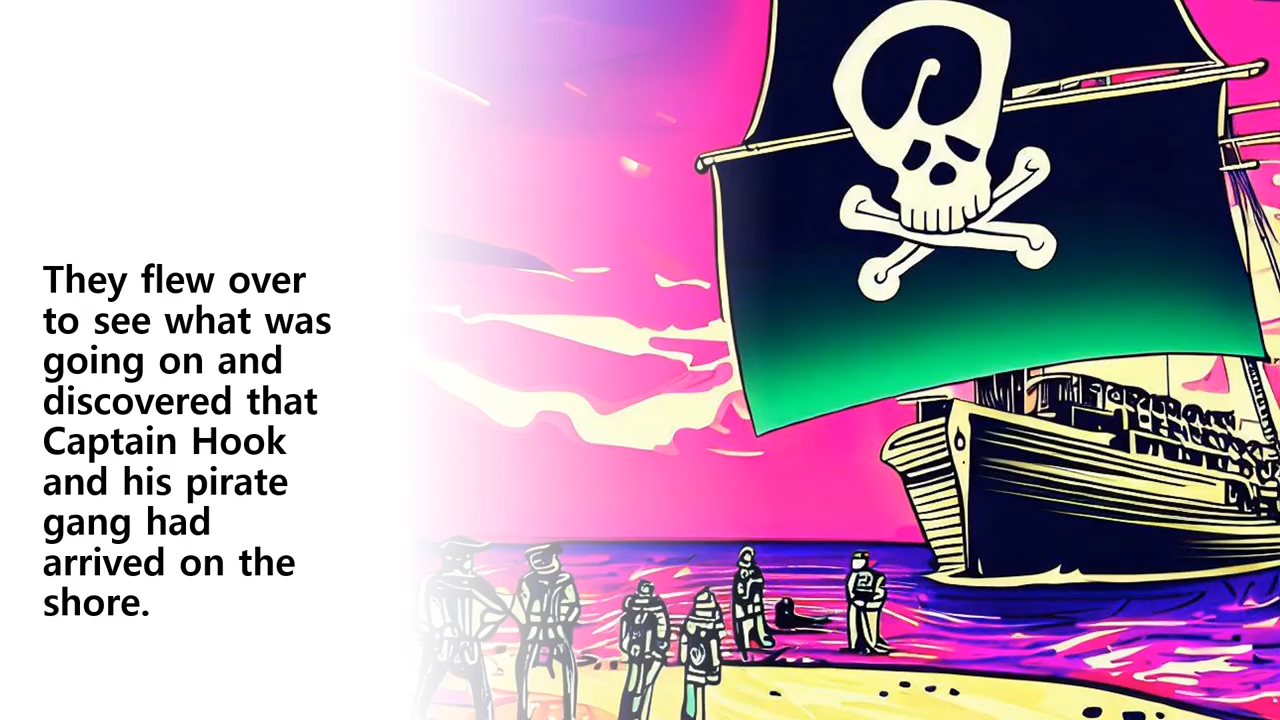 They flew over
to see what was
going on and
discovered that
Captain Hook
and his pirate
gang had
arrived on the
shore.